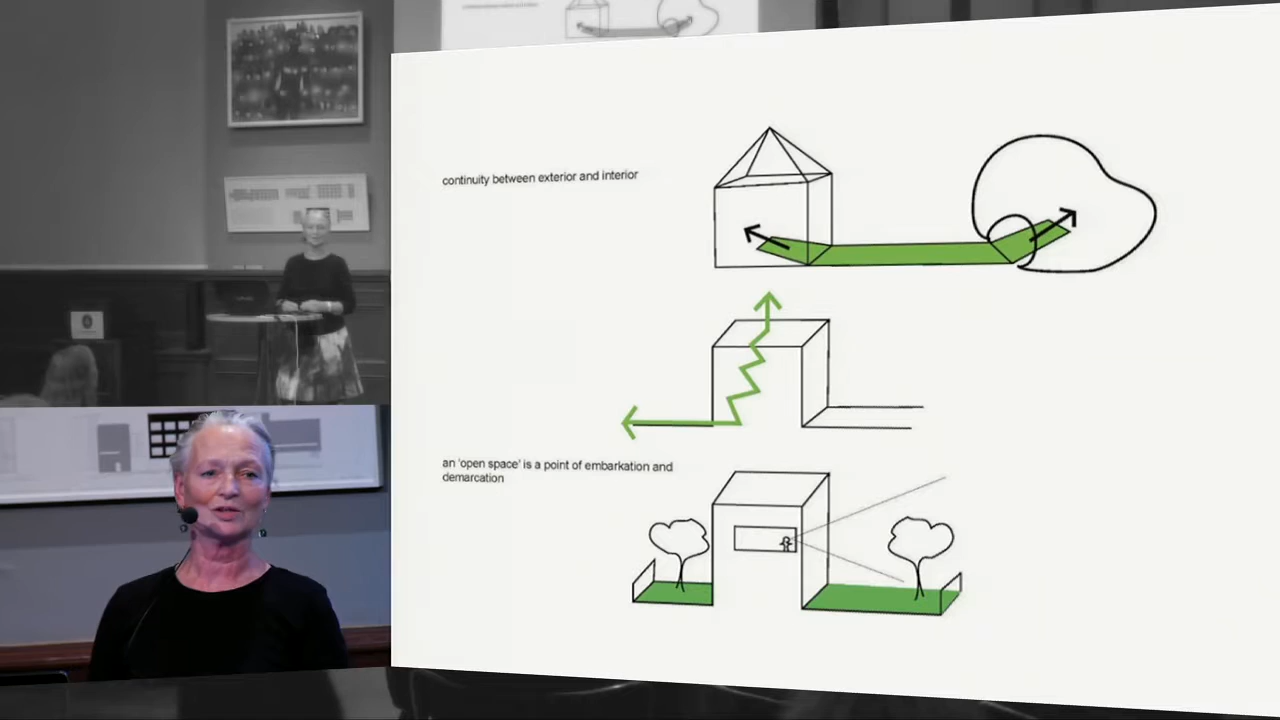 continuity between exterior and interior
an 'open space' is a point of embarkation and
demarcation